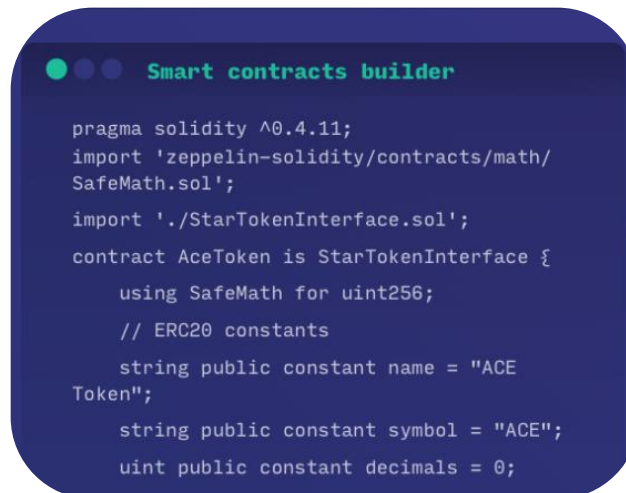 Smart contracts builder
pragma solidity ^0.4.11;
import 'zeppelin-solidity/contracts/math/
SafeMath.sol';
import './StarTokenInterface.sol';
contract AceToken is StarTokenInterface {
using SafeMath for uint256;
// ERC20 constants
string public constant name = "ACE
Token";
string public constant symbol = "ACE";
uint public constant decimals = 0;